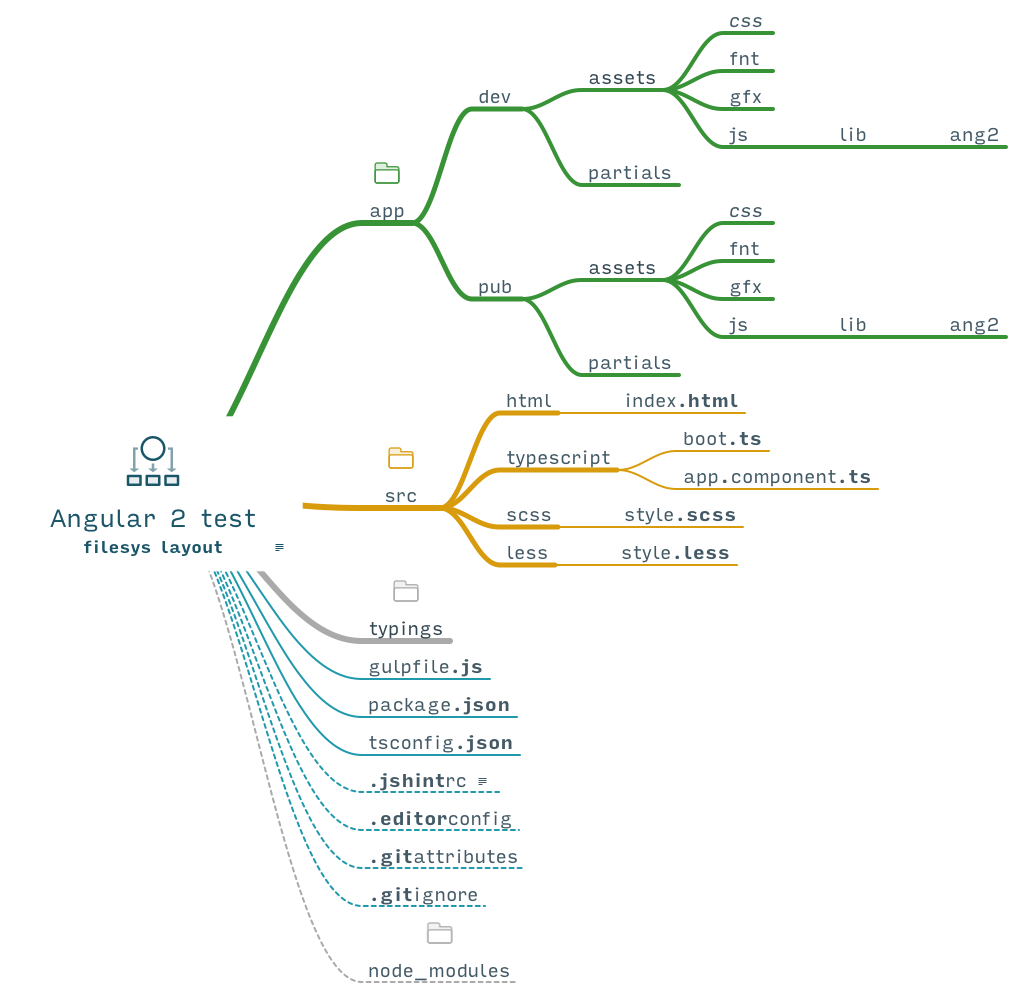 css
fnt
gfx
js lib ang2
assets
dev
partials
app
css
fnt
gfx
js lib ang2
assets
pub
partials
html index.html
typescript
boot.ts
app.component.ts
src
scss style.scss
less style.less
Angular 2 test
filesys layout
typings
gulpfile.js
package.json
tsconfig.json
.jshintrc
.editorconfig
.gitattributes
.gitignore
node_modules